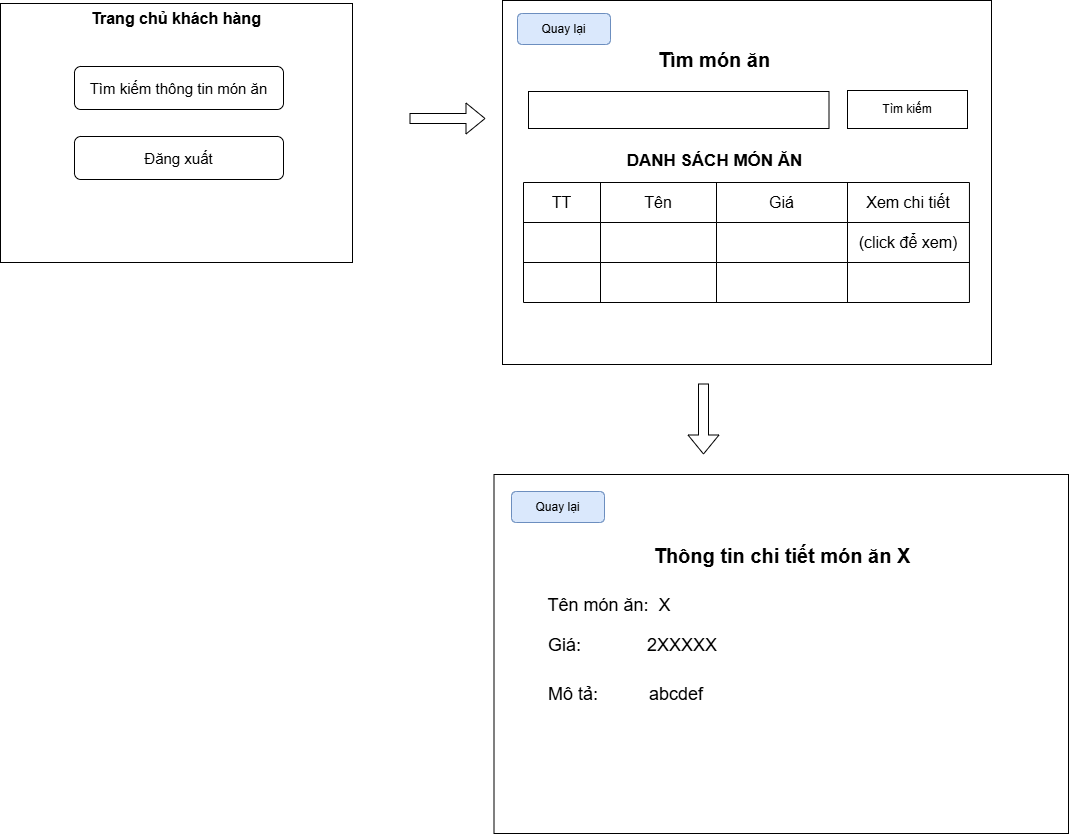 Trang chủ khách hàng
Tìm kiếm thông tin món ăn
Đăng xuất
Quay lại
Tìm món ăn
Tìm kiếm
DANH SÁCH MÓN ĂN
TT Tên Giá Xem chi tiết
(click để xem)
Quay lại
Thông tin chi tiết món ăn X
Tên món ăn: X
Giá: 2XXXXX
Mô tả: abcdef